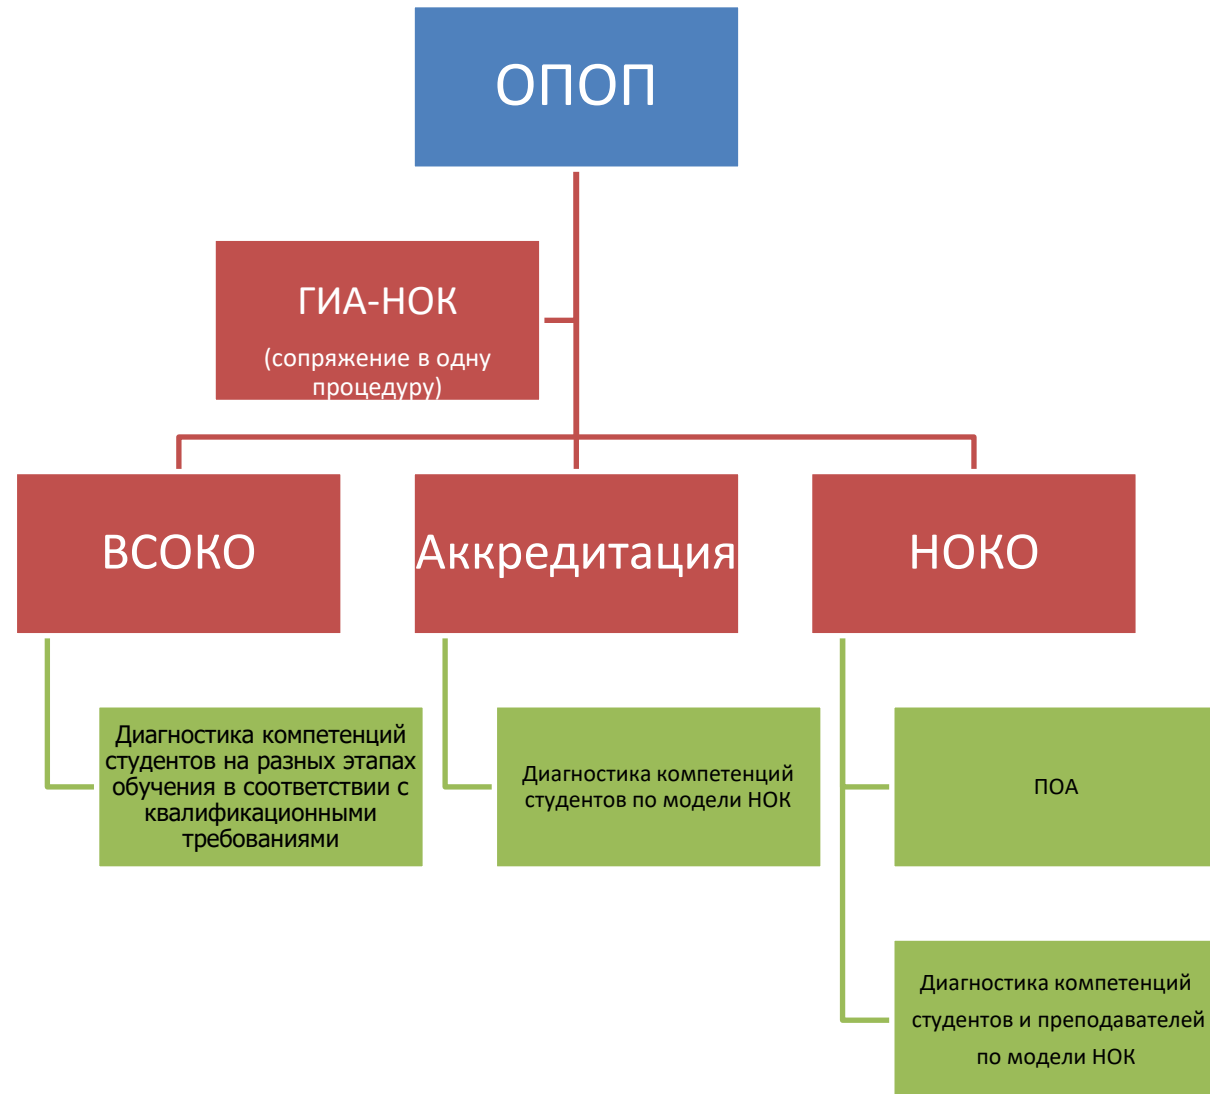 ОПОП
ГИА-НОК
(сопряжение в одну
процедуру)
ВСОКО
Аккредитация
НОКО
Диагностика компетенций
студентов на разных этапах
обучения в соответствии с
квалификационными
требованиями
Диагностика компетенций
студентов по модели НОК
ПОА
Диагностика компетенций
студентов и преподавателей
по модели НОК